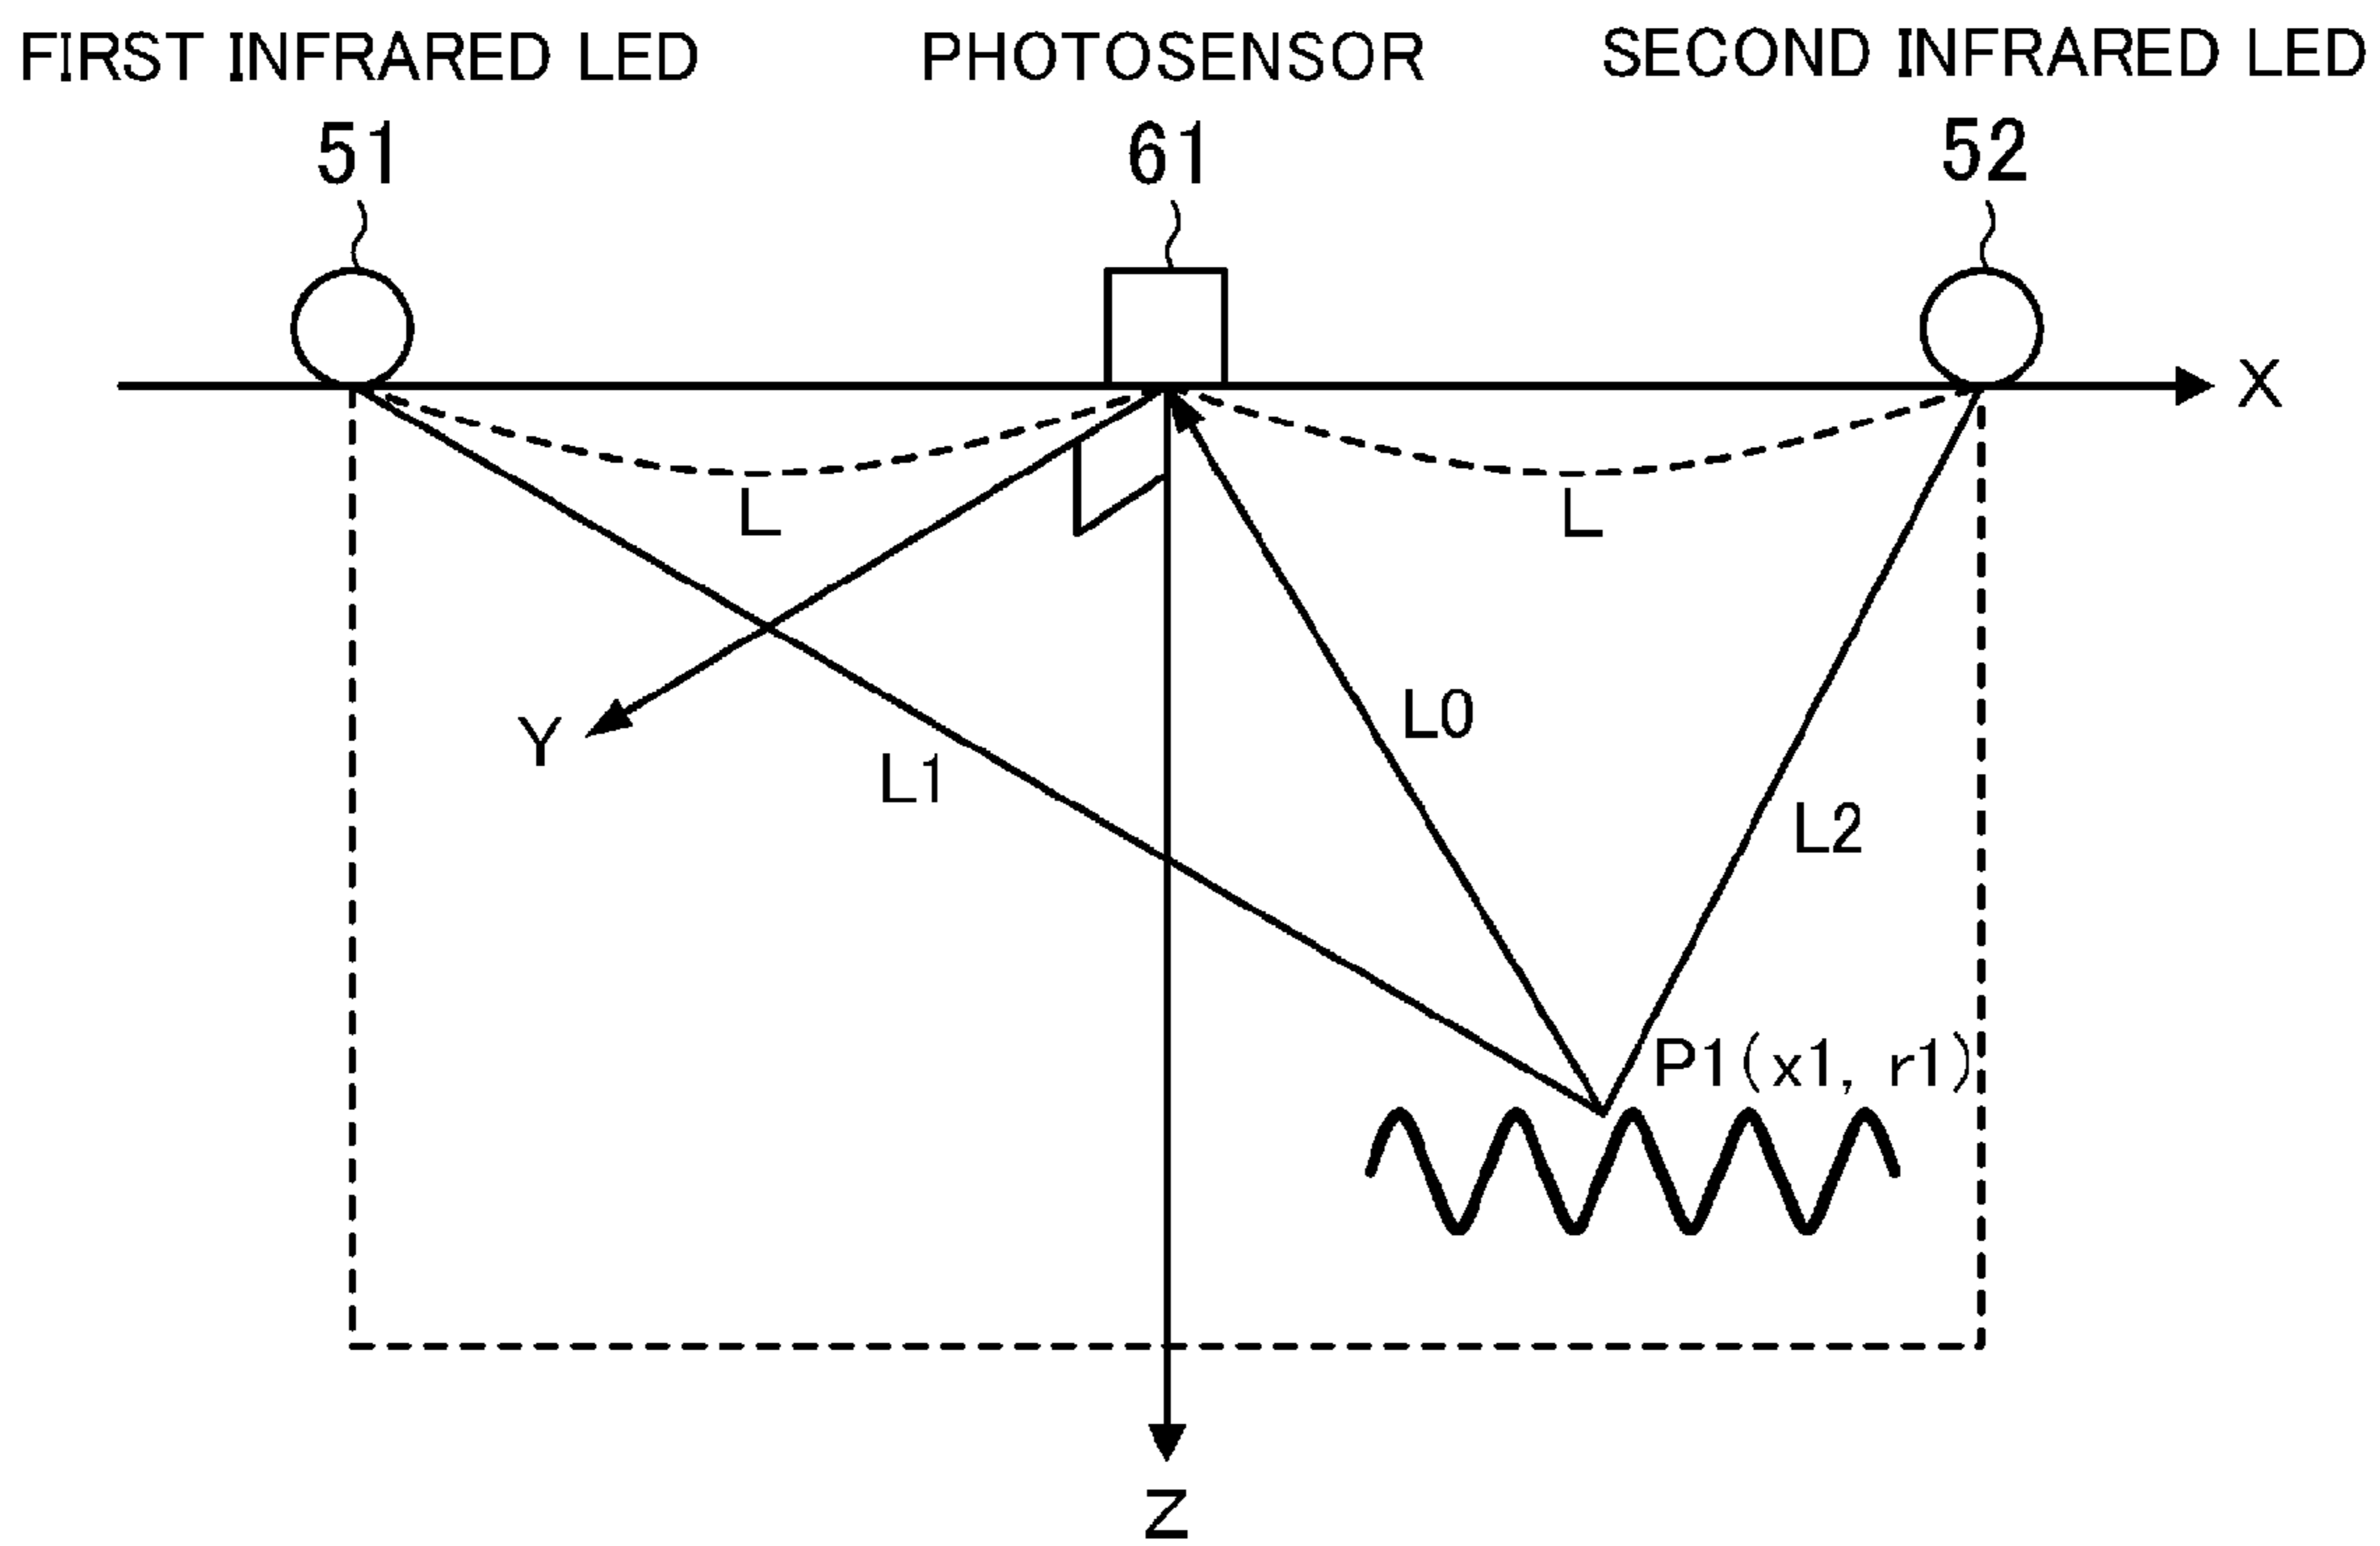 FIRST INFRARED LED
PHOTOSENSOR
SECOND INFRARED LED
51
61
52
X
L
L
Y
L0
L1
L2
P1(x1, r1)
Z